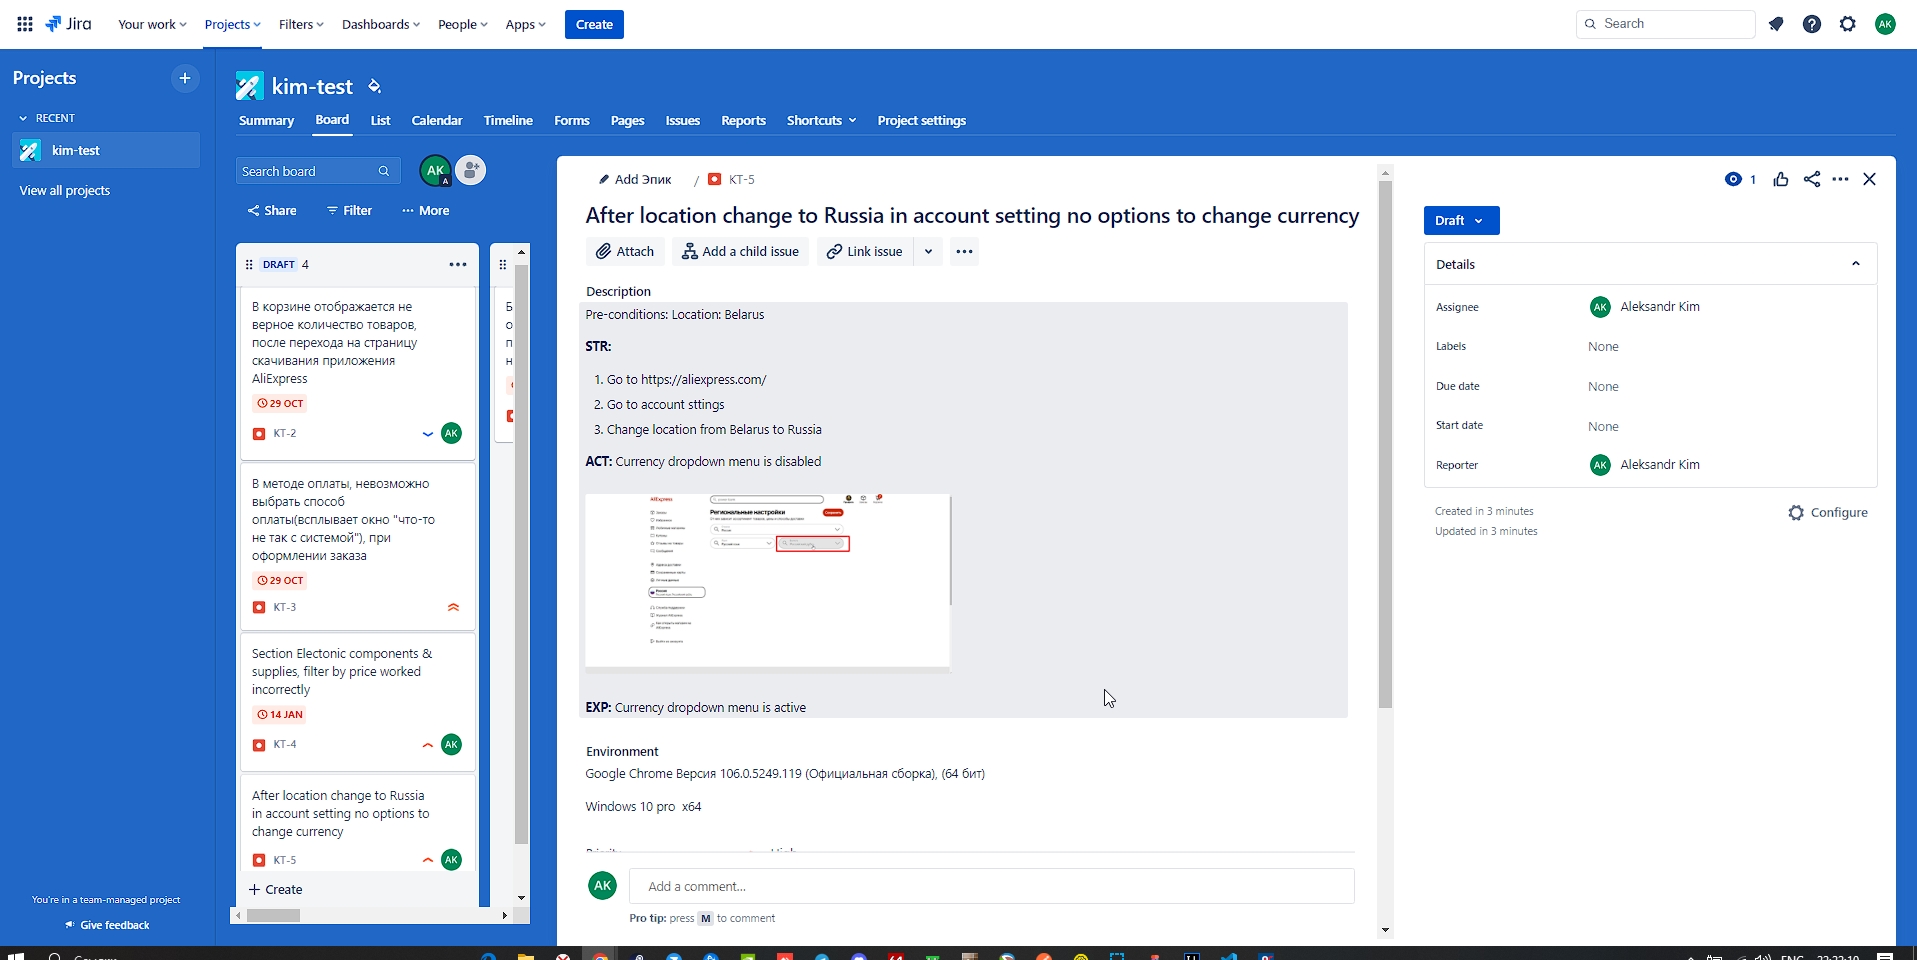 Jira
Your work
Projects
Filters
Dashboards
People
Apps
Create
Search
AK
Projects
RECENT
kim-test
View all projects
You're in a team-managed project
Give feedback
kim-test
Summary
Board
List
Calendar
Timeline
Forms
Pages
Issues
Reports
Shortcuts
Project settings
Search board
AK
A
Share
Filter
More
DRAFT 4
В корзине отображается не
верное количество товаров,
после перехода на страницу
скачивания приложения
AliExpress
29 OCT
KT-2
AK
В методе оплаты, невозможно
выбрать способ
оплаты(всплывает окно "что-то
не так с системой"), при
оформлении заказа
29 OCT
KT-3
Section Electonic components &
supplies, filter by price worked
incorrectly
14 JAN
KT-4
AK
After location change to Russia
in account setting no options to
change currency
KT-5
AK
Create
Add Эпик
/
KT-5
After location change to Russia in account setting no options to change currency
Attach
Add a child issue
Link issue
Description
Pre-conditions: Location: Belarus
STR:
1. Go to https://aliexpress.com/
2. Go to account sttings
3. Change location from Belarus to Russia
ACT: Currency dropdown menu is disabled
AliExpress
Региональные настройки
EXP: Currency dropdown menu is active
Environment
Google Chrome Версия 106.0.5249.119 (Официальная сборка), (64 бит)
Windows 10 pro x64
AK
Add a comment...
Pro tip: press M to comment
1
Draft
Details
Assignee
AK
Aleksandr Kim
Labels
None
Due date
None
Start date
None
Reporter
AK
Aleksandr Kim
Created in 3 minutes
Updated in 3 minutes
Configure